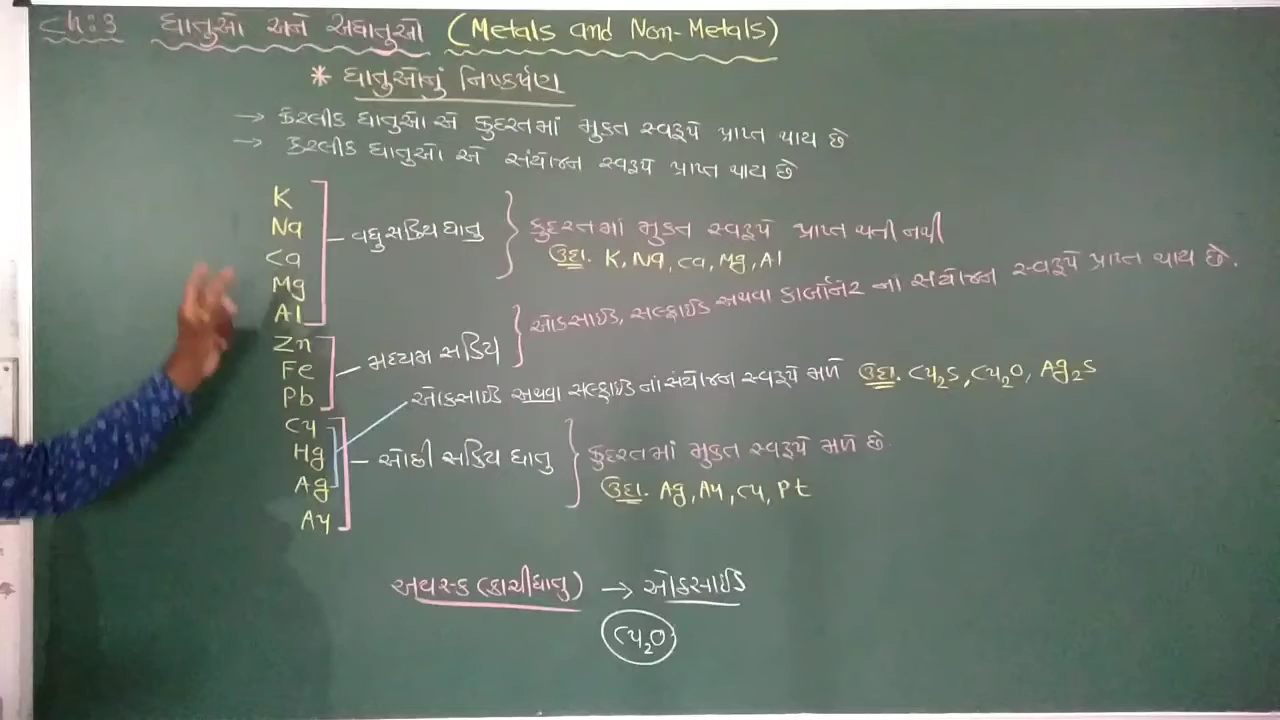 Ch:3 ધાતુઓ અને અધાતુઓ (Metals and Non-Metals)
* ધાતુઓનું નિષ્કર્ષણ
→ કેટલીક ધાતુઓ એ કુદરતમાં મુક્ત સ્વરૂપે પ્રાપ્ત થાય છે
→ કેટલીક ધાતુઓ એ સંયોજન સ્વરૂપે પ્રાપ્ત થાય છે
K
Na
Ca
Mg
Al
વધુ સક્રિય ધાતુ
કુદરતમાં મુક્ત સ્વરૂપે પ્રાપ્ત થતી નથી
ઉદા. K, Na, Ca, Mg, Al
Zn
Fe
Pb
મધ્યમ સક્રિય
ઓક્સાઈડ, સલ્ફાઈડ અથવા કાર્બોનેટ નાં સંયોજન સ્વરૂપે પ્રાપ્ત થાય છે.
ઓક્સાઈડ અથવા સલ્ફાઈડ નાં સંયોજન સ્વરૂપે મળે ઉદા. Cu₂S, Cu₂O, Ag₂S
Cu
Hg
Ag
Au
ઓછી સક્રિય ધાતુ
કુદરતમાં મુક્ત સ્વરૂપે મળે છે
ઉદા. Ag, Au, Cu, Pt
અયસ્ક (કાચીધાતુ) → ઓક્સાઈડ
Cu₂O